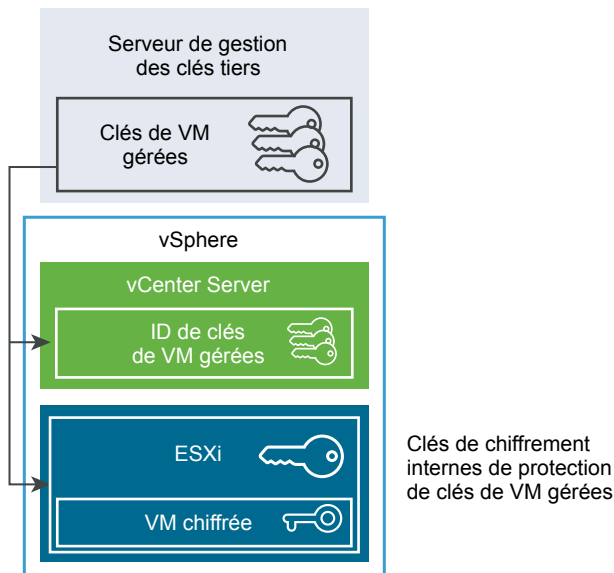 Serveur de gestion
des clés tiers
Clés de VM
gérées
vSphere
vCenter Server
ID de clés
de VM gérées
ESXi
VM chiffrée
Clés de chiffrement
internes de protection
de clés de VM gérées